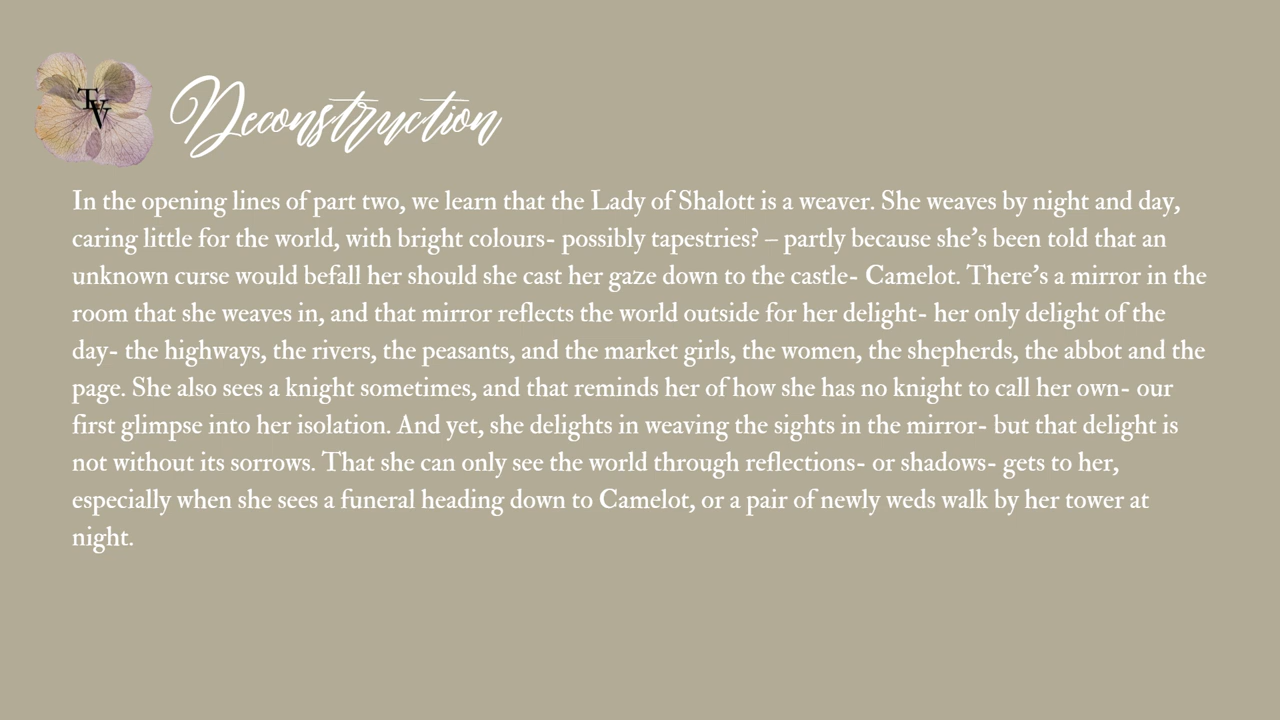 TV
Deconstruction
In the opening lines of part two, we learn that the Lady of Shalott is a weaver. She weaves by night and day,
caring little for the world, with bright colours- possibly tapestries? – partly because she’s been told that an
unknown curse would befall her should she cast her gaze down to the castle- Camelot. There’s a mirror in the
room that she weaves in, and that mirror reflects the world outside for her delight- her only delight of the
day- the highways, the rivers, the peasants, and the market girls, the women, the shepherds, the abbot and the
page. She also sees a knight sometimes, and that reminds her of how she has no knight to call her own- our
first glimpse into her isolation. And yet, she delights in weaving the sights in the mirror- but that delight is
not without its sorrows. That she can only see the world through reflections- or shadows- gets to her,
especially when she sees a funeral heading down to Camelot, or a pair of newly weds walk by her tower at
night.